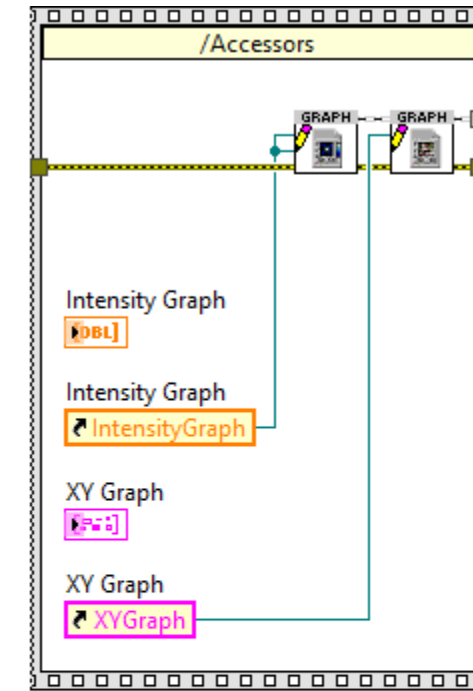 /Accessors
GRAPH GRAPH
Intensity Graph
DBL]
Intensity Graph
IntensityGraph
XY Graph
XY Graph
XYGraph